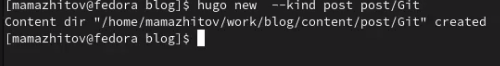 [mamazhitov@fedora blog]$ hugo new  --kind post post/Git
Content dir "/home/mamazhitov/work/blog/content/post/Git" created
[mamazhitov@fedora blog]$